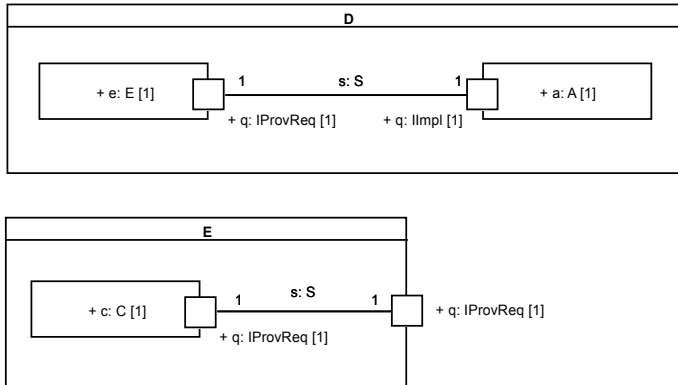 D
+ e: E [1]
1
s: S
1
+ a: A [1]
+ q: IProvReq [1]
+ q: IImpl [1]
E
+ c: C [1]
1
s: S
1
+ q: IProvReq [1]
+ q: IProvReq [1]